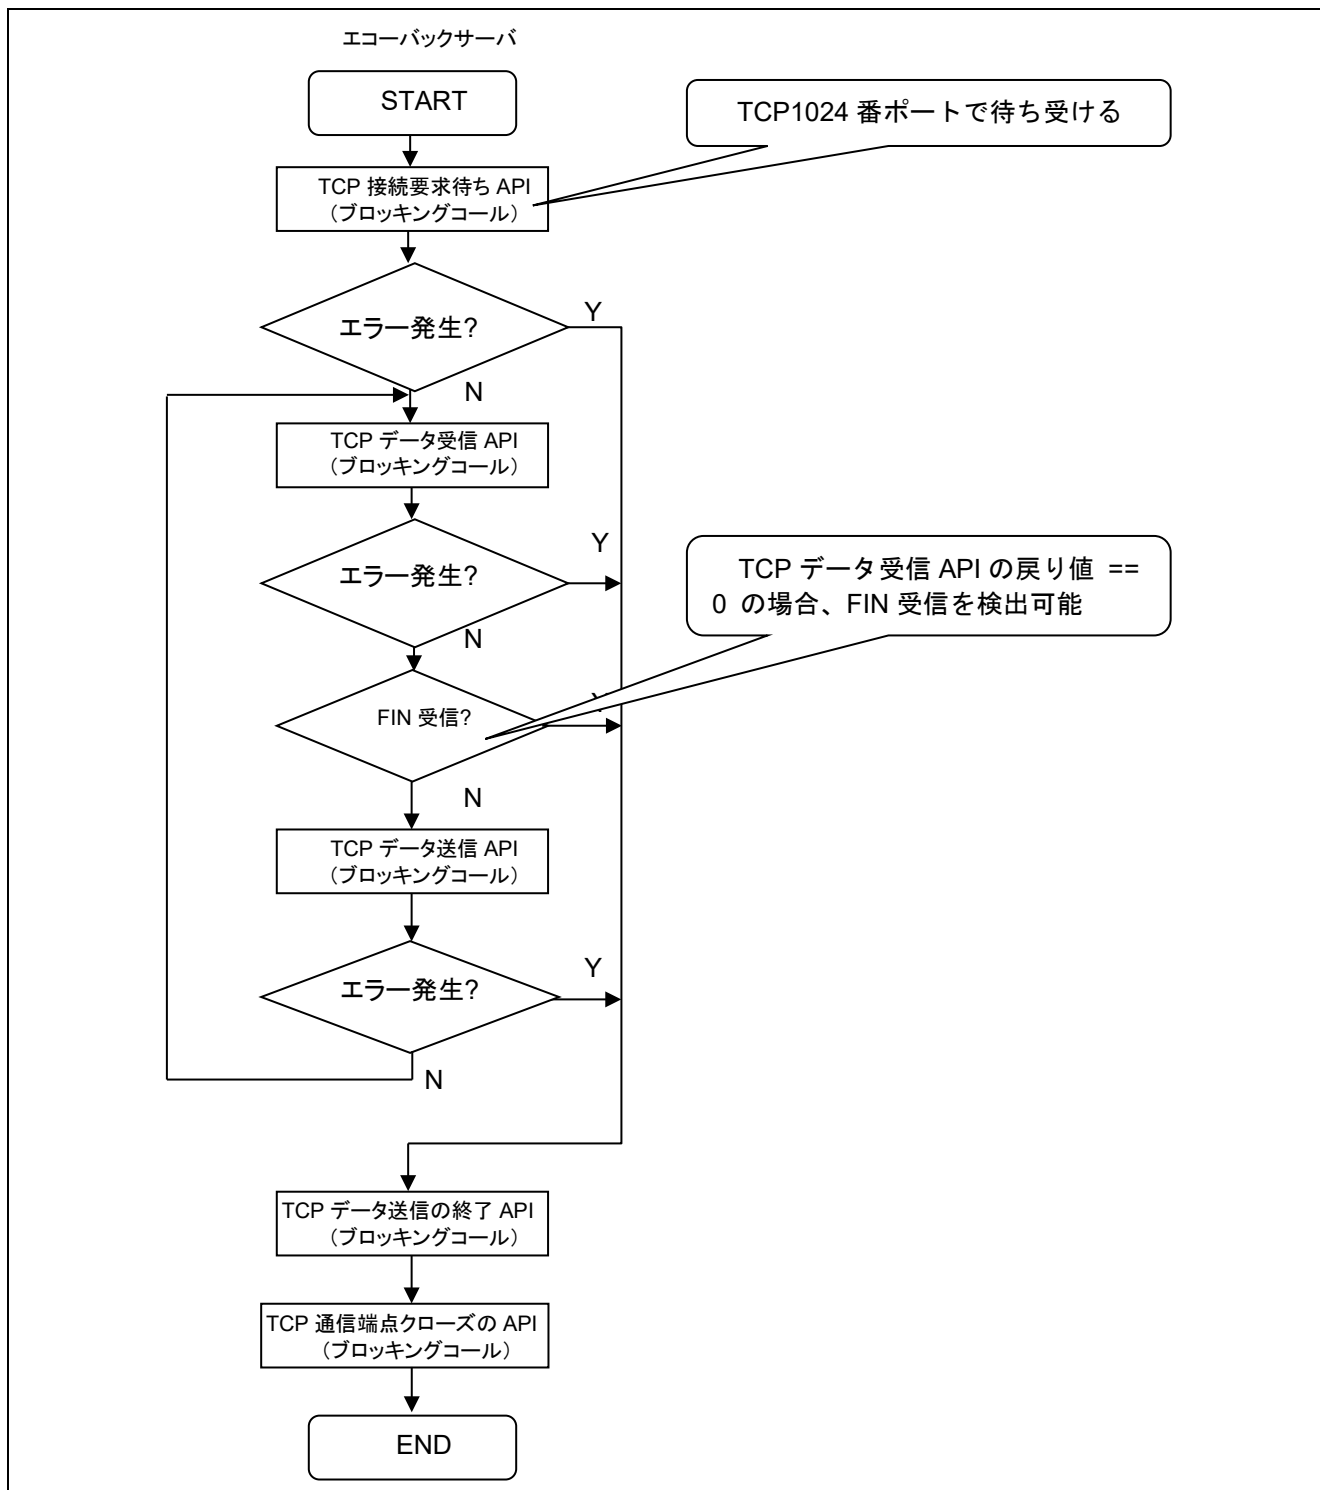 エコーバックサーバ
START
TCP1024 番ポートで待ち受ける
TCP 接続要求待ち API
（ブロッキングコール）
エラー発生?
Y
N
TCP データ受信 API
（ブロッキングコール）
エラー発生?
Y
N
TCP データ受信 API の戻り値 ==
0 の場合、FIN 受信を検出可能
FIN 受信?
N
TCP データ送信 API
（ブロッキングコール）
エラー発生?
Y
N
TCP データ送信の終了 API
（ブロッキングコール）
TCP 通信端点クローズの API
（ブロッキングコール）
END